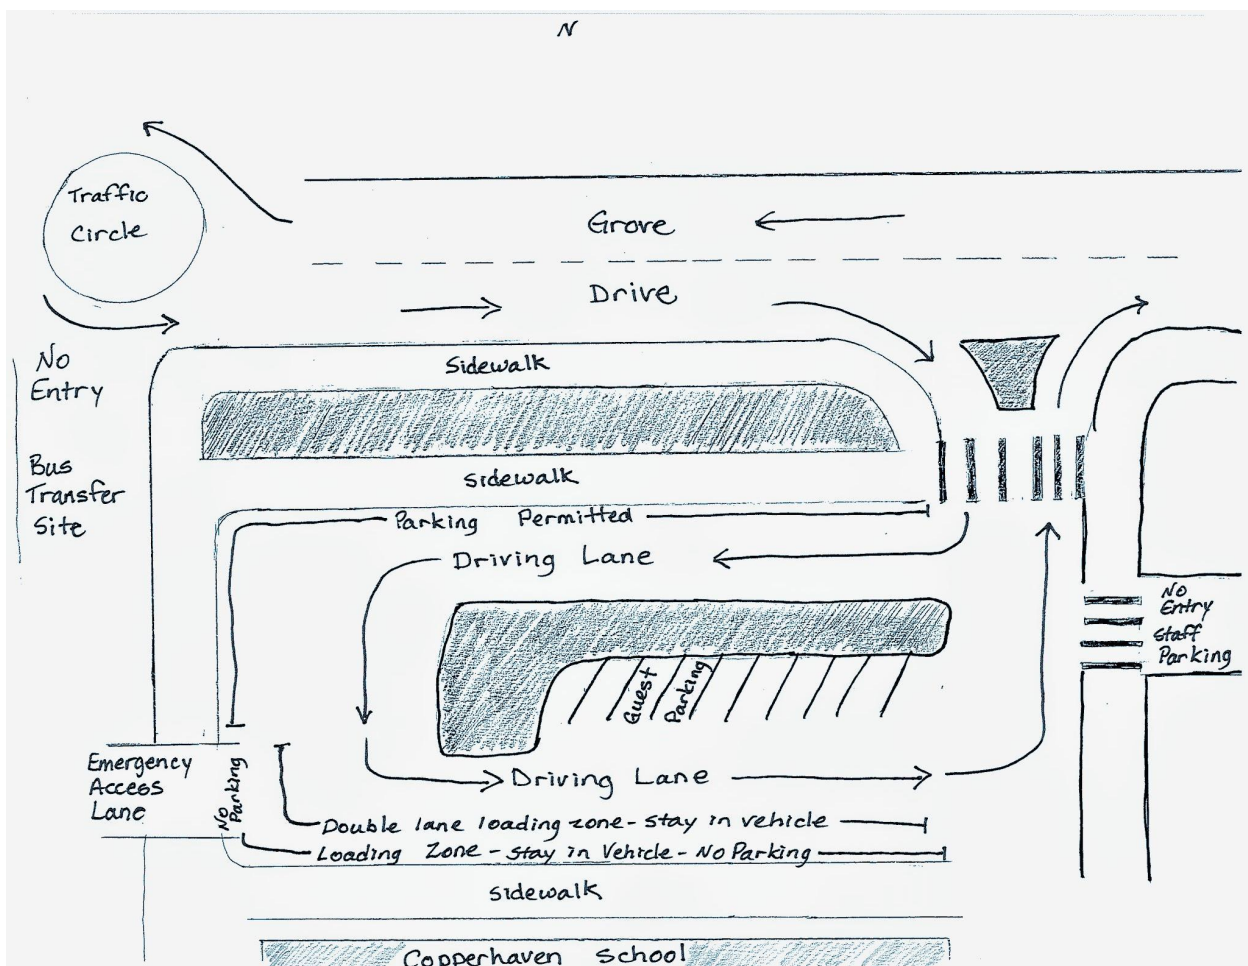 N
Traffic
Circle
Grove
Drive
No
Entry
Sidewalk
Bus
Transfer
Site
sidewalk
Parking Permitted
Driving Lane
No
Entry
Staff
Parking
Guest
Parking
Emergency
Access
Lane
No
Parking
Driving Lane
Double lane loading zone - stay in vehicle
Loading Zone - stay in Vehicle - No Parking
sidewalk
Copperhaven School